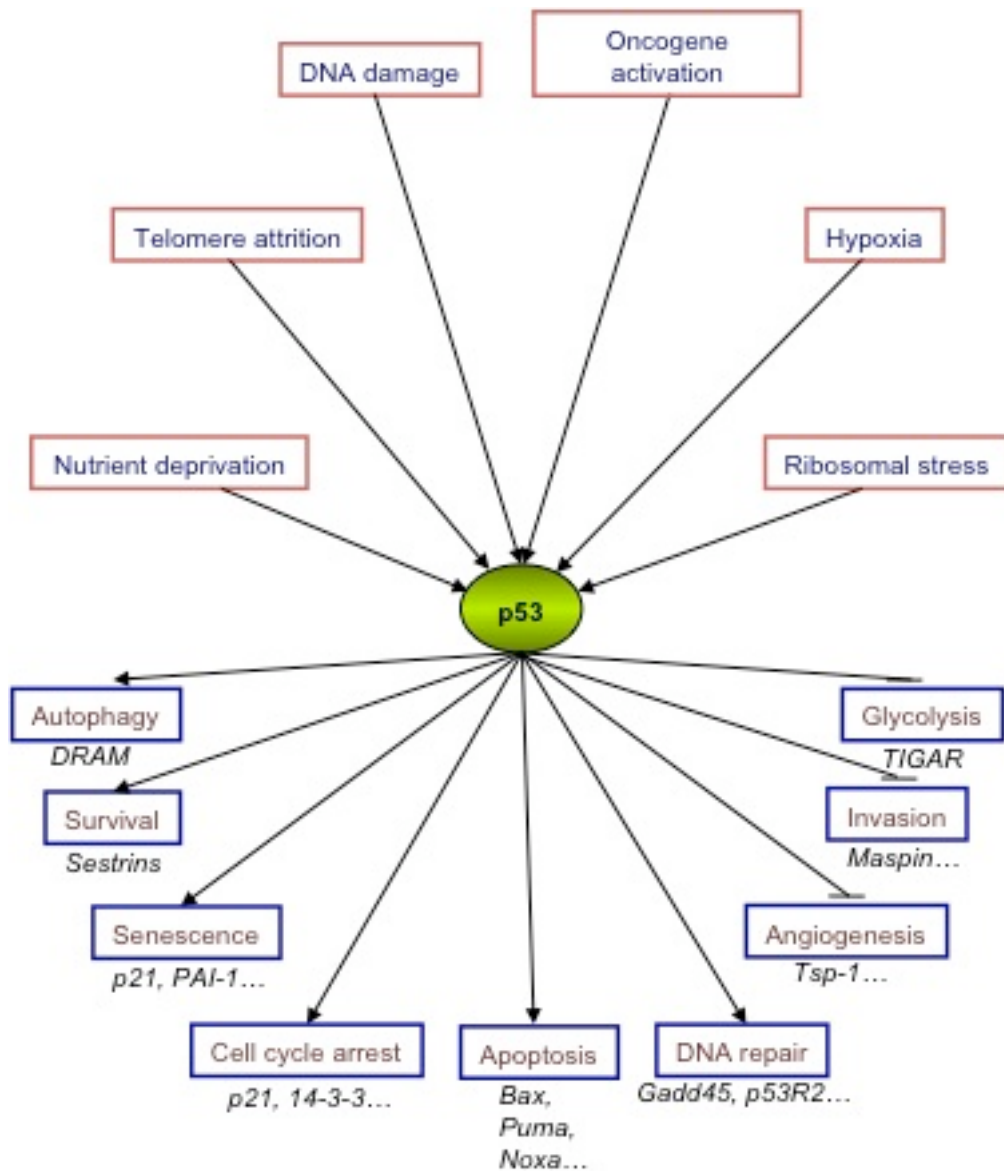 Oncogene
activation
DNA damage
Telomere attrition
Hypoxia
Nutrient deprivation
Ribosomal stress
p53
Autophagy
DRAM
Glycolysis
TIGAR
Survival
Sestrins
Invasion
Maspin…
Senescence
p21, PAI-1…
Angiogenesis
Tsp-1…
Cell cycle arrest
p21, 14-3-3…
Apoptosis
Bax,
Puma,
Noxa…
DNA repair
Gadd45, p53R2…